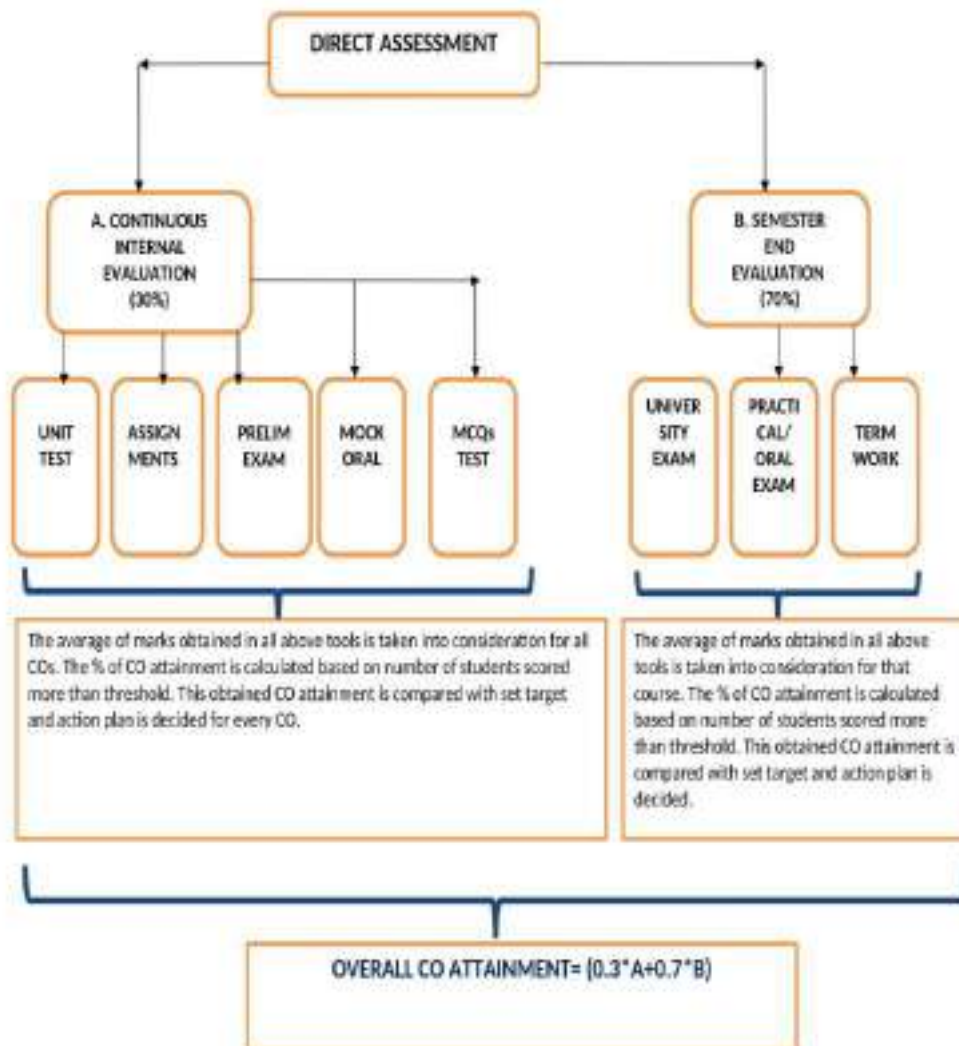 DIRECT ASSESSMENT
A. CONTINUOUS
INTERNAL
EVALUATION
(30%)
B. SEMESTER
END
EVALUATION
(70%)
UNIT
TEST
ASSIGN
MENTS
PRELIM
EXAM
MOCK
ORAL
MCQs
TEST
UNIVER
SITY
EXAM
PRACTI
CAL/
ORAL
EXAM
TERM
WORK
The average of marks obtained in all above tools is taken into consideration for all
COs. The % of CO attainment is calculated based on number of students scored
more than threshold. This obtained CO attainment is compared with set target
and action plan is decided for every CO.
The average of marks obtained in all above
tools is taken into consideration for that
course. The % of CO attainment is calculated
based on number of students scored more
than threshold. This obtained CO attainment is
compared with set target and action plan is
decided.
OVERALL CO ATTAINMENT= (0.3*A+0.7*B)